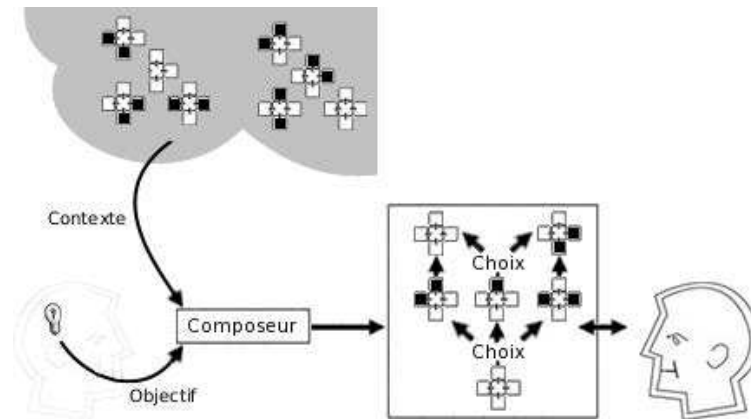 Contexte
Choix
Composeur
Choix
Objectif